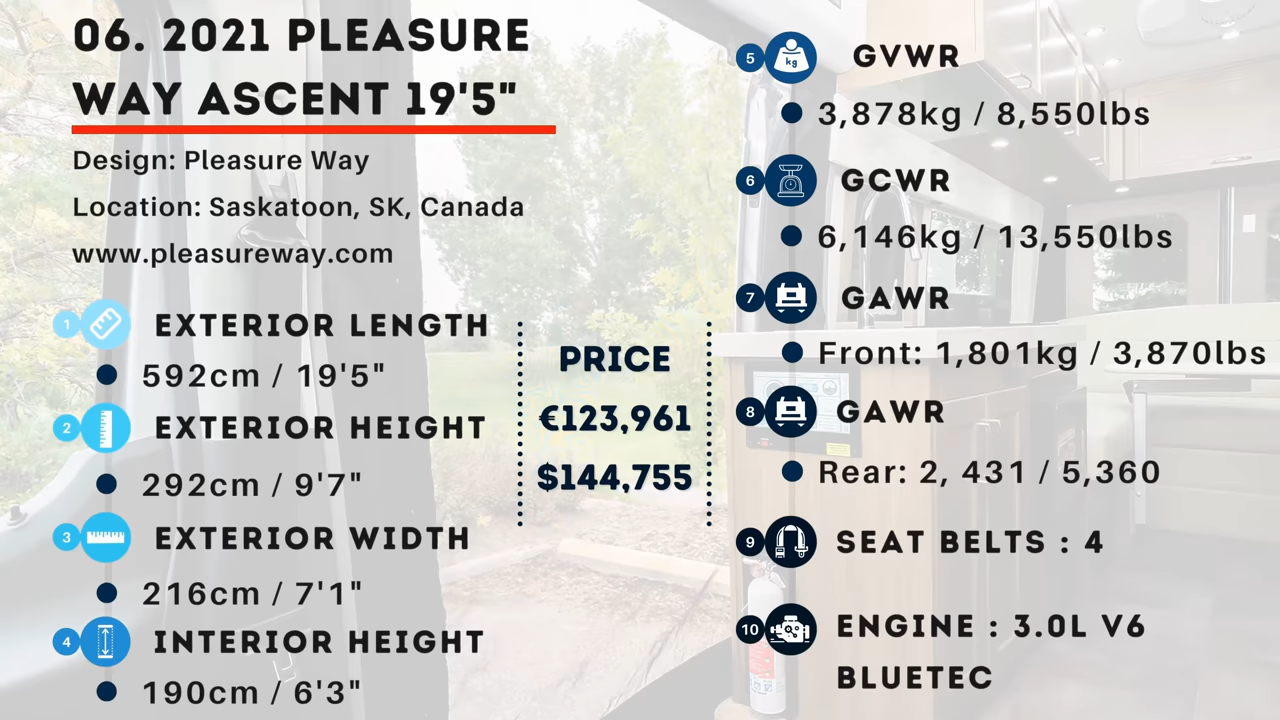 06. 2021 PLEASURE
WAY ASCENT 19'5"
Design: Pleasure Way
Location: Saskatoon, SK, Canada
www.pleasureway.com
1 EXTERIOR LENGTH
592cm / 19'5"
2 EXTERIOR HEIGHT
292cm / 9'7"
3 EXTERIOR WIDTH
216cm / 7'1"
4 INTERIOR HEIGHT
190cm / 6'3"
PRICE
€123,961
$144,755
5 kg GVWR
3,878kg / 8,550lbs
6 GCWR
6,146kg / 13,550lbs
7 GAWR
Front: 1,801kg / 3,870lbs
8 GAWR
Rear: 2, 431 / 5,360
9 SEAT BELTS : 4
10 ENGINE : 3.0L V6
BLUETEC